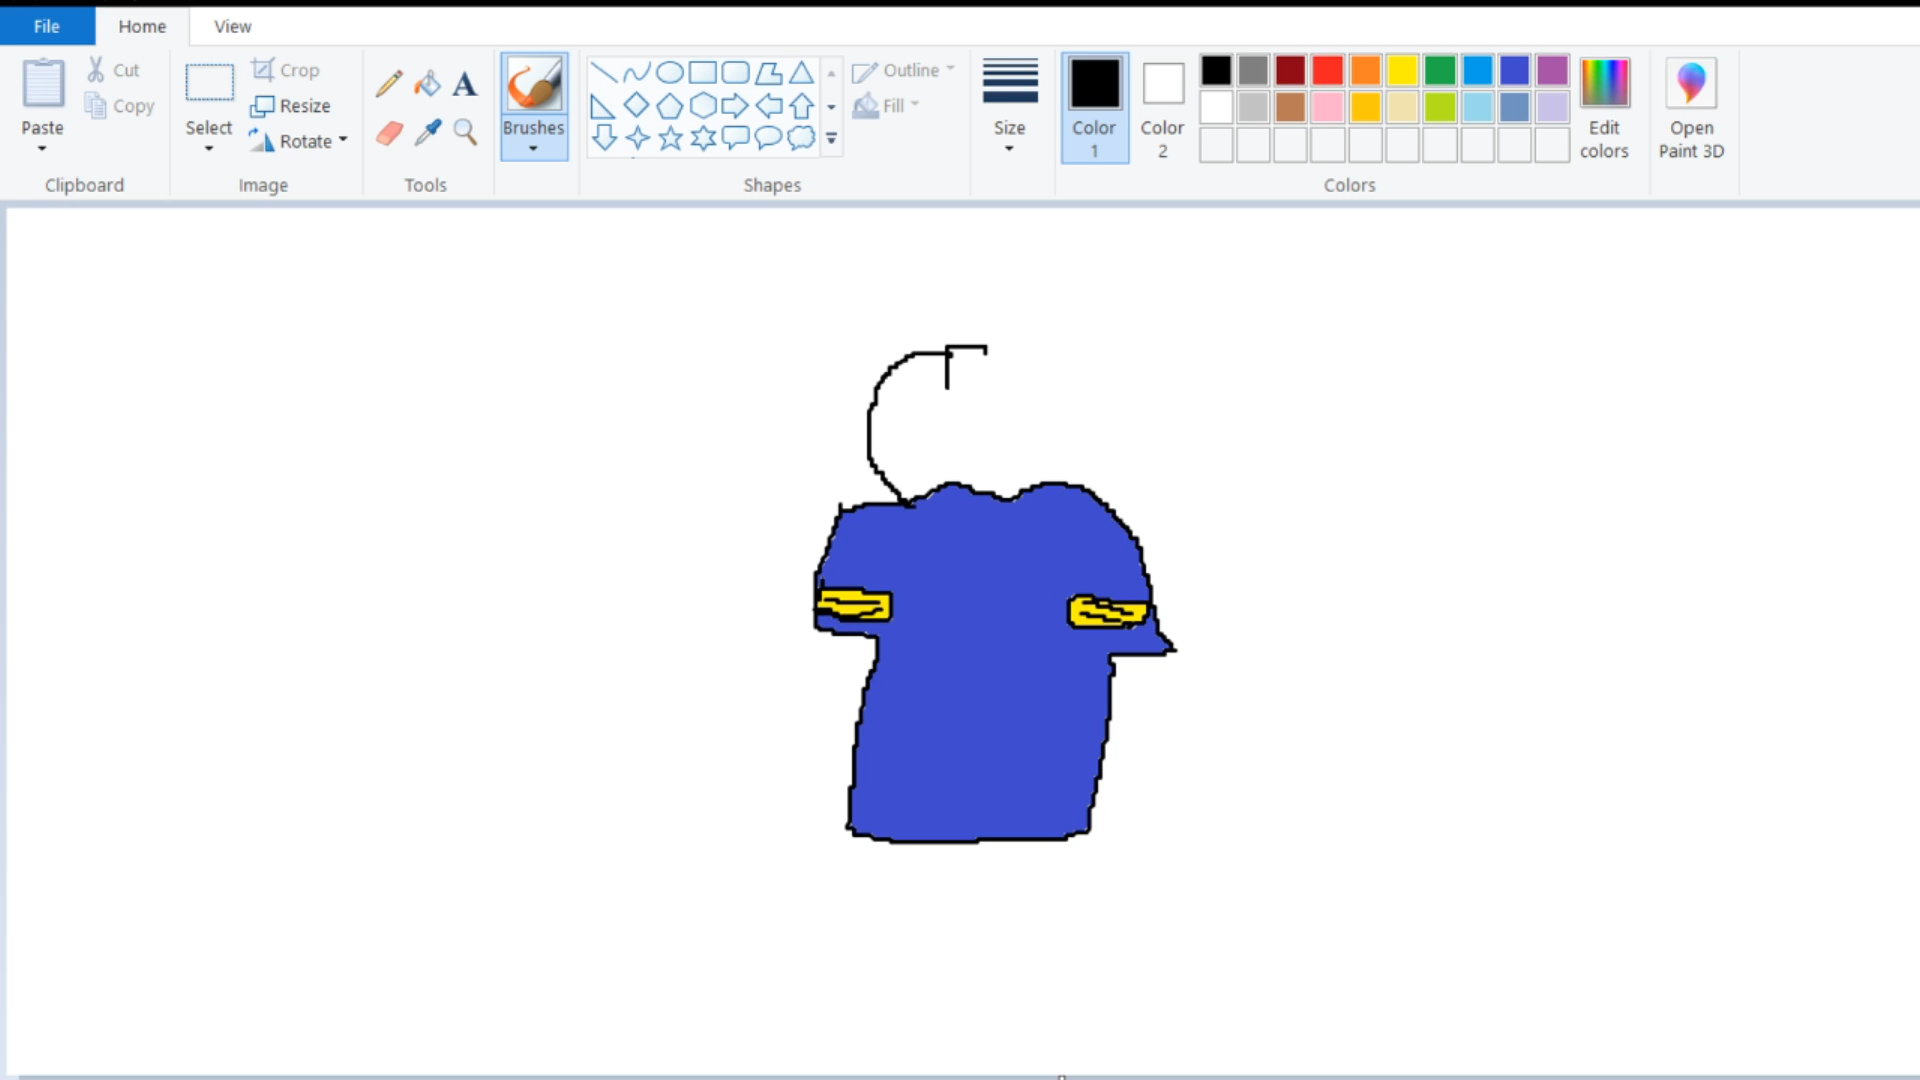 File Home View
Cut
Copy
Paste
Crop
Resize
Rotate
Select
A
Brushes
Outline
Fill
Size
Color
1
Color
2
Edit
colors
Open
Paint 3D
Clipboard Image Tools Shapes Colors